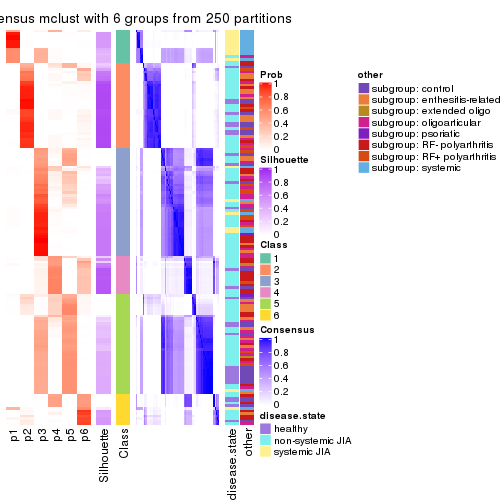 ensus mclust with 6 groups from 250 partitions
Prob
1
0.8
0.6
0.4
0.2
0
Silhouette
1
0.8
0.6
0.4
0.2
0
Class
1
2
3
4
5
6
Consensus
1
0.8
0.6
0.4
0.2
0
disease.state
healthy
non-systemic JIA
systemic JIA
other
subgroup: control
subgroup: enthesitis-related
subgroup: extended oligo
subgroup: oligoarticular
subgroup: psoriatic
subgroup: RF- polyarthritis
subgroup: RF+ polyarthritis
subgroup: systemic
p1
p2
p3
p4
p5
p6
Silhouette
Class
disease.state
other